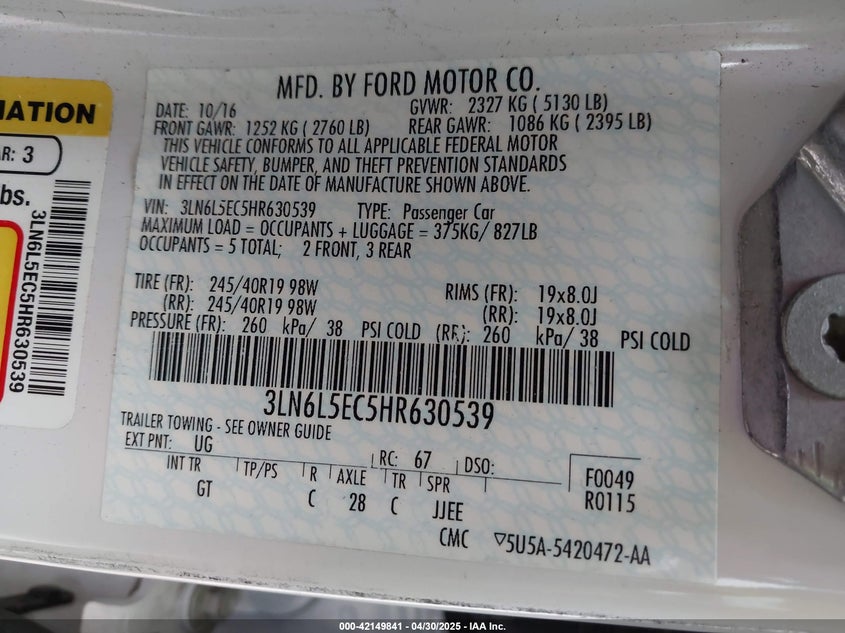 MFD. BY FORD MOTOR CO.
DATE: 10/16 GVWR: 2327 KG ( 5130 LB)
FRONT GAWR: 1252 KG ( 2760 LB) REAR GAWR: 1086 KG ( 2395 LB)
THIS VEHICLE CONFORMS TO ALL APPLICABLE FEDERAL MOTOR
VEHICLE SAFETY, BUMPER, AND THEFT PREVENTION STANDARDS
IN EFFECT ON THE DATE OF MANUFACTURE SHOWN ABOVE.
VIN: 3LN6L5EC5HR630539 TYPE: Passenger Car
MAXIMUM LOAD = OCCUPANTS + LUGGAGE = 375KG/ 827LB
OCCUPANTS = 5 TOTAL; 2 FRONT, 3 REAR
TIRE (FR): 245/40R19 98W RIMS (FR): 19x8.0J
(RR): 245/40R19 98W (RR): 19x8.0J
PRESSURE (FR): 260 kPa/ 38 PSI COLD (RR): 260 kPa/ 38 PSI COLD
3LN6L5EC5HR630539
TRAILER TOWING - SEE OWNER GUIDE
EXT PNT: UG RC: 67 DSO:
INT TR TP/PS R AXLE TR SPR
GT C 28 C JJEE
F0049
R0115
CMC ▽5U5A-5420472-AA
MATION
AR: 3
bs.
3LN6L5EC5HR630539
000-42149841 - 04/30/2025 - IAA Inc.